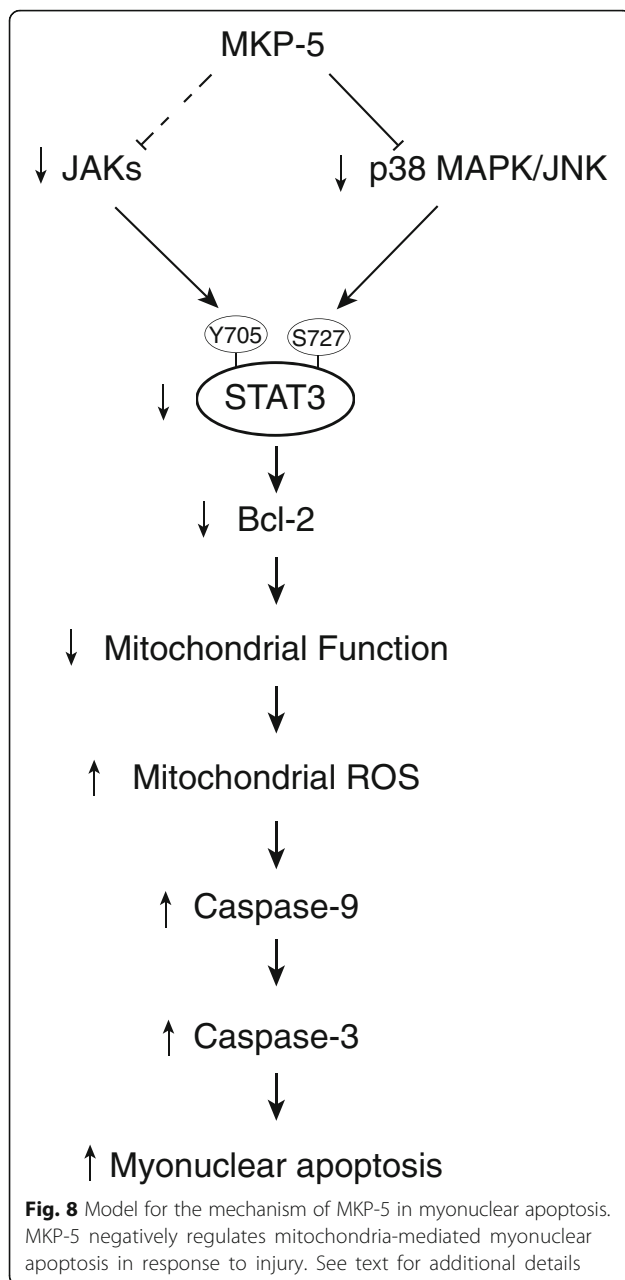 MKP-5
↓ JAKs
↓ p38 MAPK/JNK
Y705
S727
↓ STAT3
↓ Bcl-2
↓ Mitochondrial Function
↑ Mitochondrial ROS
↑ Caspase-9
↑ Caspase-3
↑ Myonuclear apoptosis
Fig. 8 Model for the mechanism of MKP-5 in myonuclear apoptosis.
MKP-5 negatively regulates mitochondria-mediated myonuclear
apoptosis in response to injury. See text for additional details